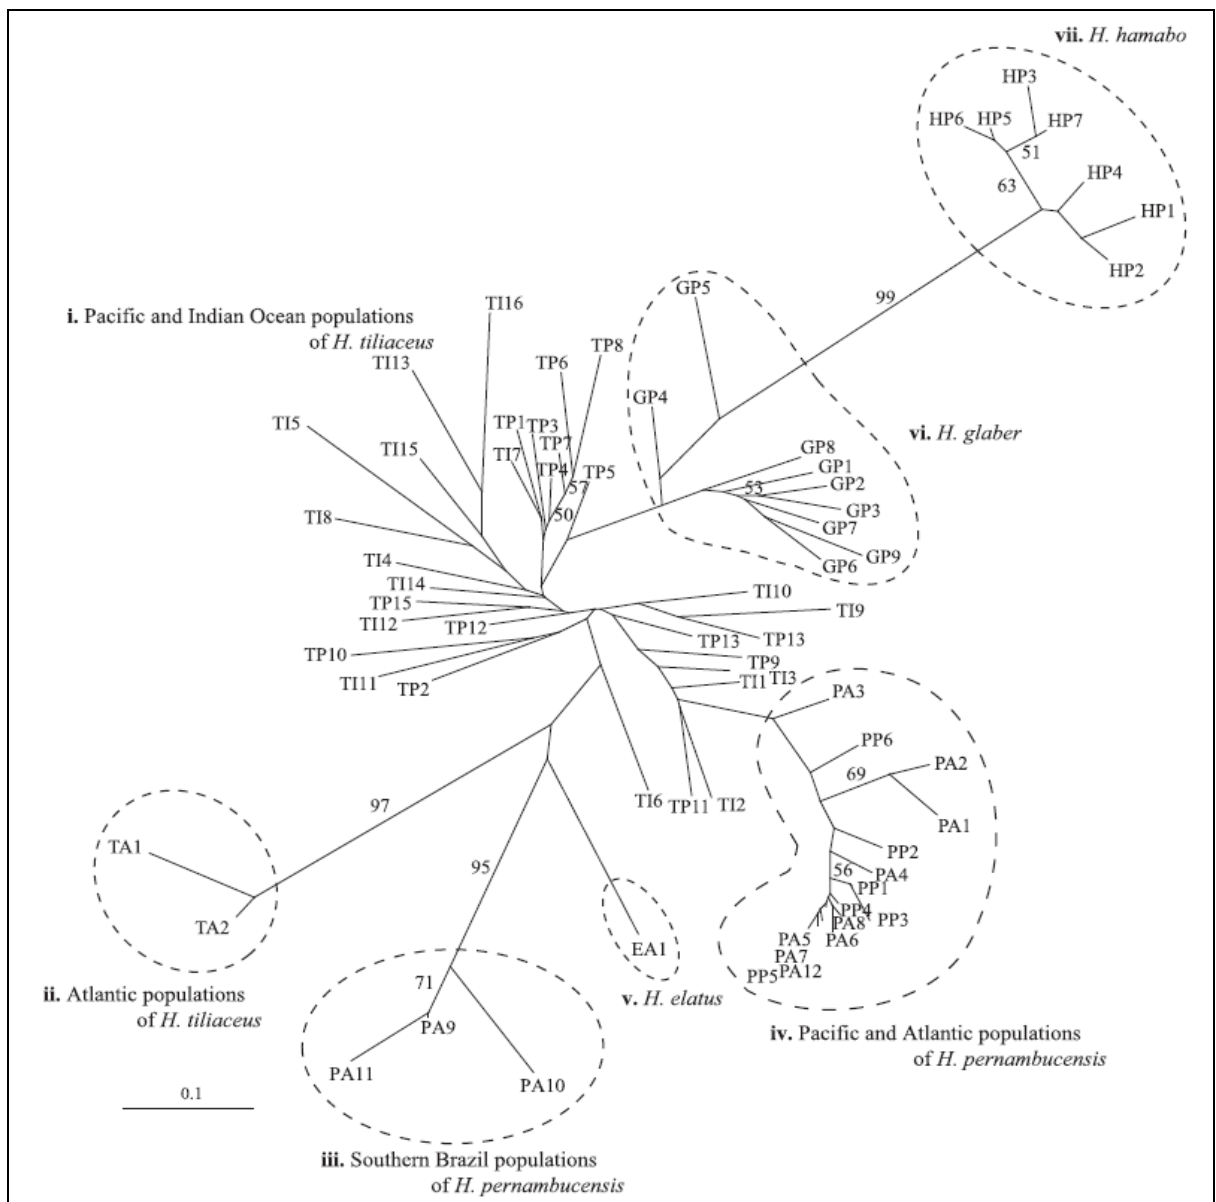 vii. H. hamabo
HP3
HP6 HP5 HP7
51
HP4
63
HP1
HP2
GP5
99
TI16
i. Pacific and Indian Ocean populations
of H. tiliaceus
TP8
TI13
TP6
GP4
TI5
TP1 TP3
vi. H. glaber
TI15
TP7
GP8
TI7
TP4 TP5
GP1
57
53
GP2
50
GP3
TI8
GP7
GP9
TI4
GP6
TI14
TI10
TP15
TI9
TI12
TP12
TP13 TP13
TP10
TP9
TI11
TP2
TI1 TI3
PA3
PP6
PA2
69
97
TI6 TP11 TI2
PA1
TA1
PP2
95
56 PA4
PP1
PP4
PP3
TA2
PA8
PA5 PA6
EA1
PA7
PP5 PA12
71
ii. Atlantic populations
of H. tiliaceus
v. H. elatus
PA9
iv. Pacific and Atlantic populations
of H. pernambucensis
PA11
PA10
0.1
iii. Southern Brazil populations
of H. pernambucensis